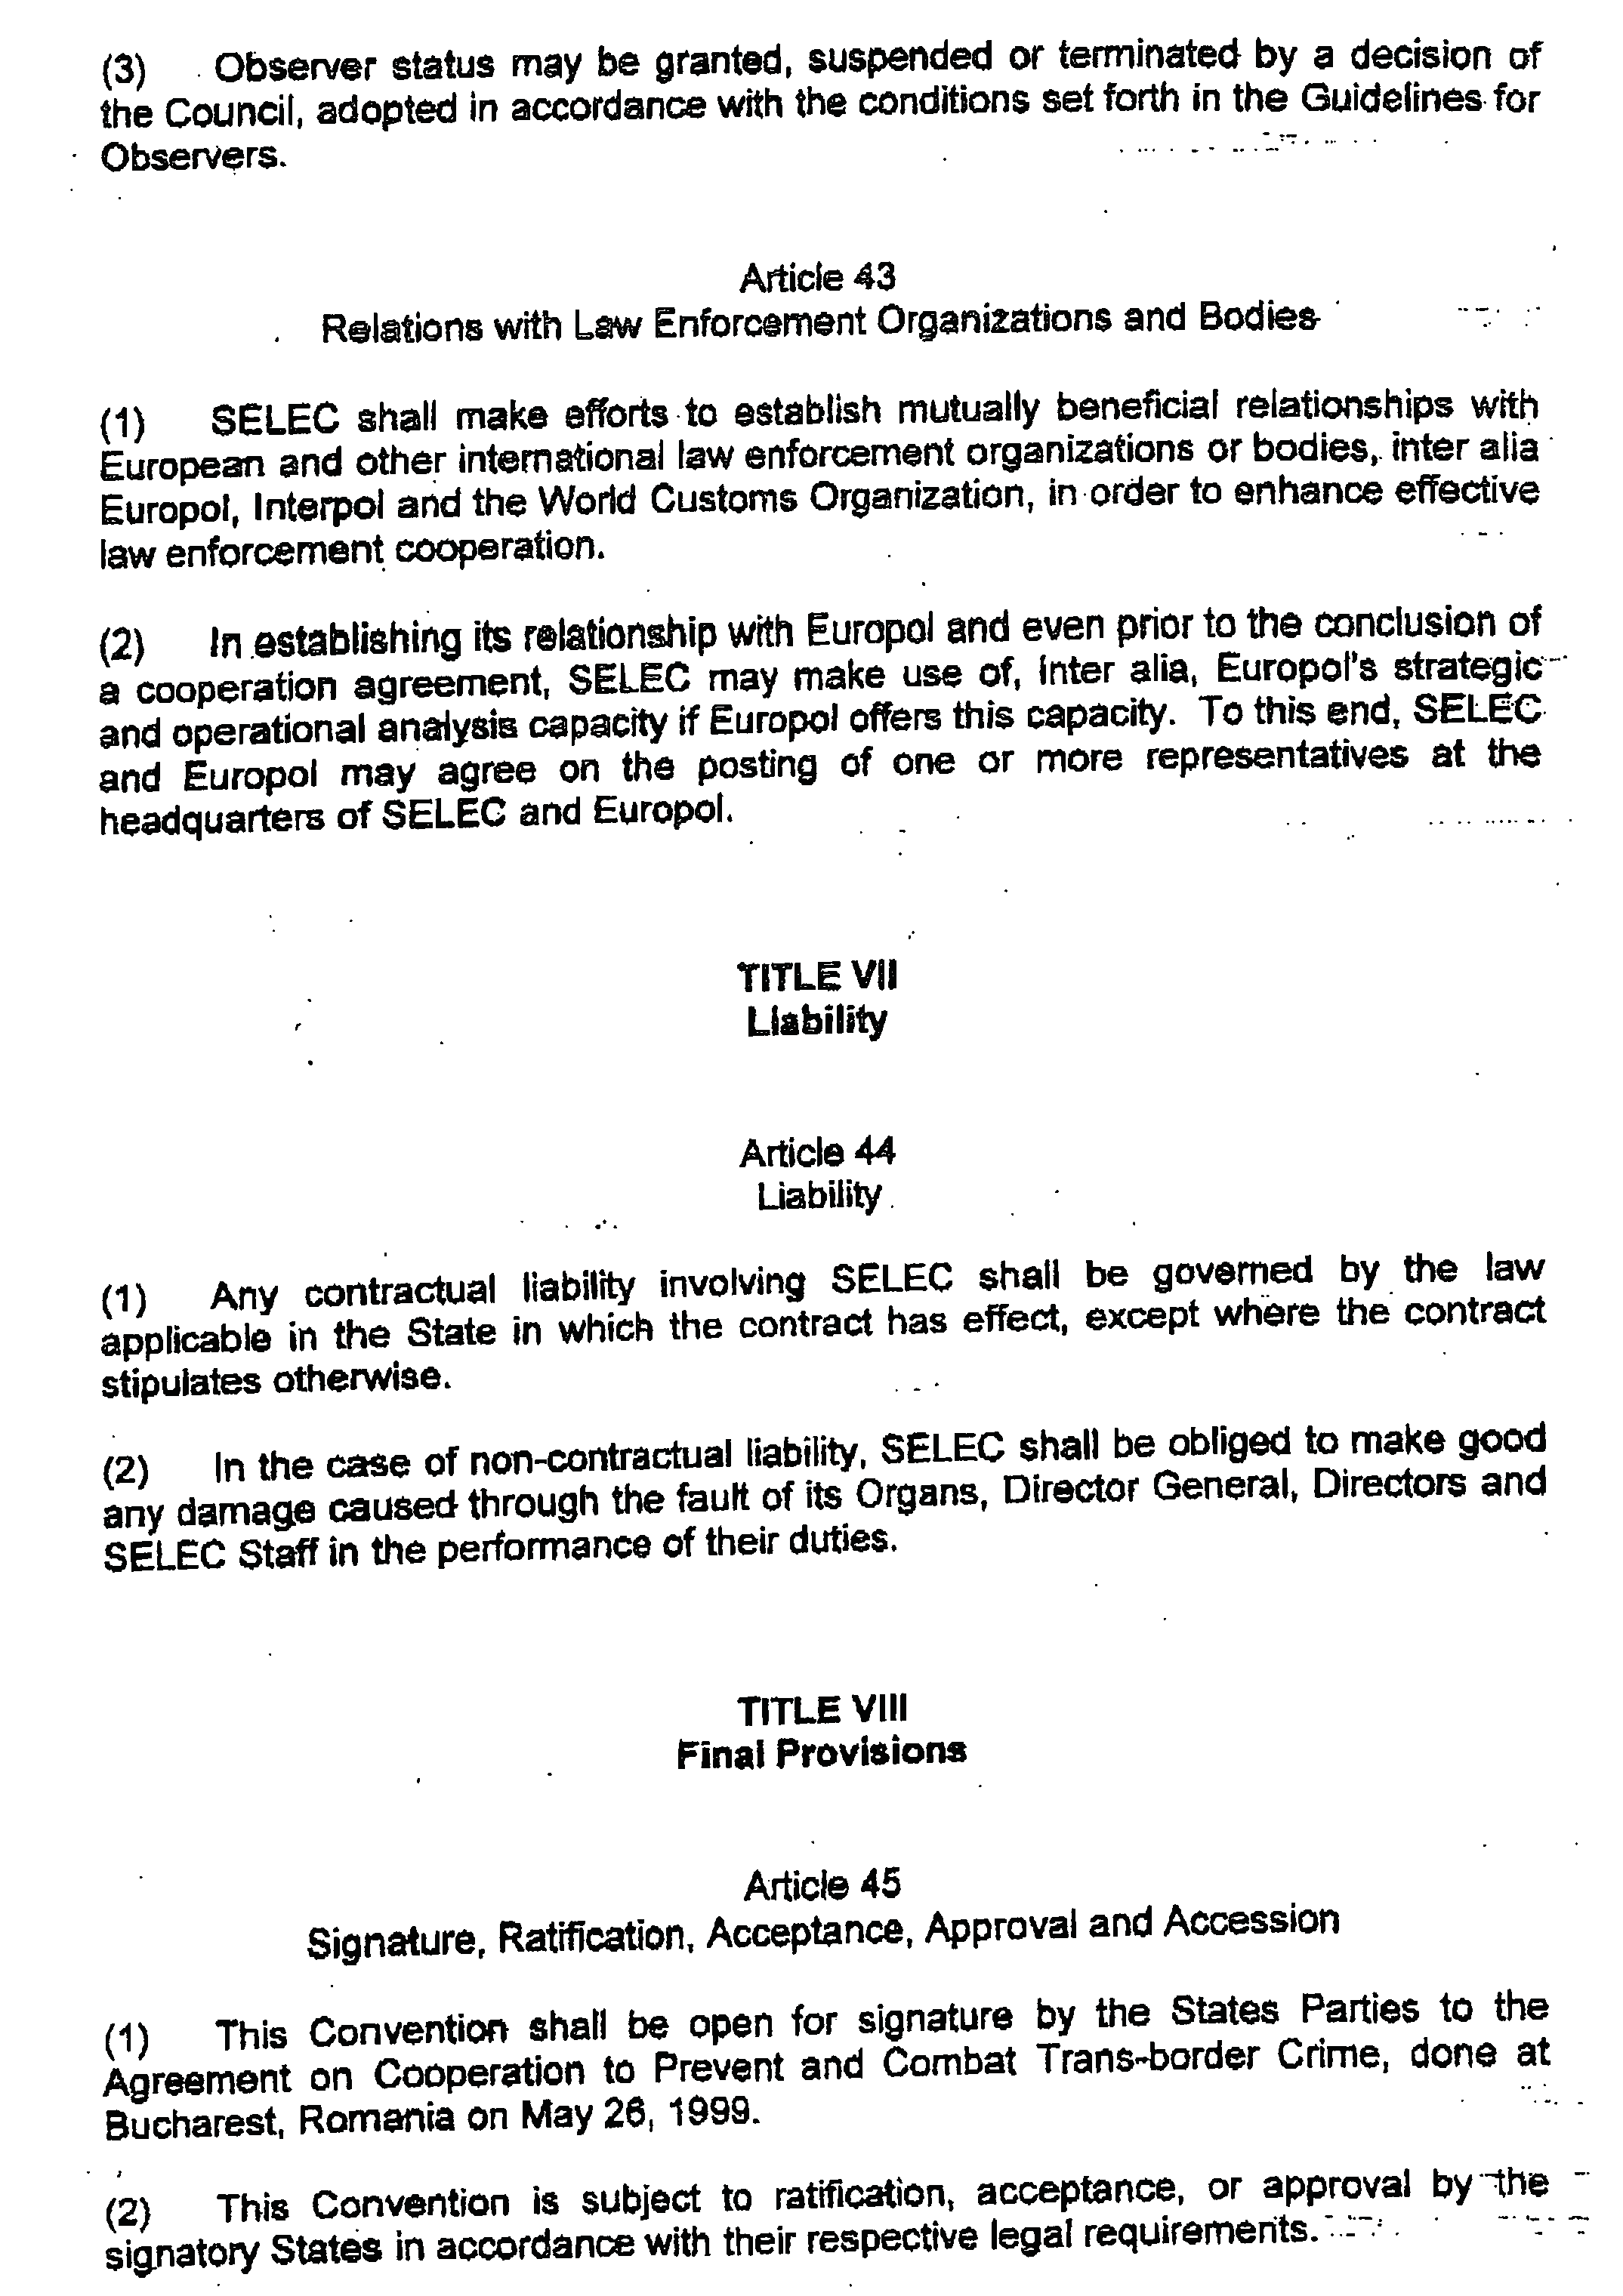 (3) Observer status may be granted, suspended or terminated by a decision of
the Council, adopted in accordance with the conditions set forth in the Guidelines for
Observers.
Article 43
Relations with Law Enforcement Organizations and Bodies
(1) SELEC shall make efforts to establish mutually beneficial relationships with
European and other international law enforcement organizations or bodies, inter alia
Europol, Interpol and the World Customs Organization, in order to enhance effective
law enforcement cooperation.
(2) In establishing its relationship with Europol and even prior to the conclusion of
a cooperation agreement, SELEC may make use of, inter alia, Europol's strategic
and operational analysis capacity if Europol offers this capacity. To this end, SELEC
and Europol may agree on the posting of one or more representatives at the
headquarters of SELEC and Europol.
TITLE VII
Liability
Article 44
Liability
(1) Any contractual liability involving SELEC shall be governed by the law
applicable in the State in which the contract has effect, except where the contract
stipulates otherwise.
(2) In the case of non-contractual liability, SELEC shall be obliged to make good
any damage caused through the fault of its Organs, Director General, Directors and
SELEC Staff in the performance of their duties.
TITLE VIII
Final Provisions
Article 45
Signature, Ratification, Acceptance, Approval and Accession
(1) This Convention shall be open for signature by the States Parties to the
Agreement on Cooperation to Prevent and Combat Trans-border Crime, done at
Bucharest, Romania on May 26, 1999.
(2) This Convention is subject to ratification, acceptance, or approval by the
signatory States in accordance with their respective legal requirements.